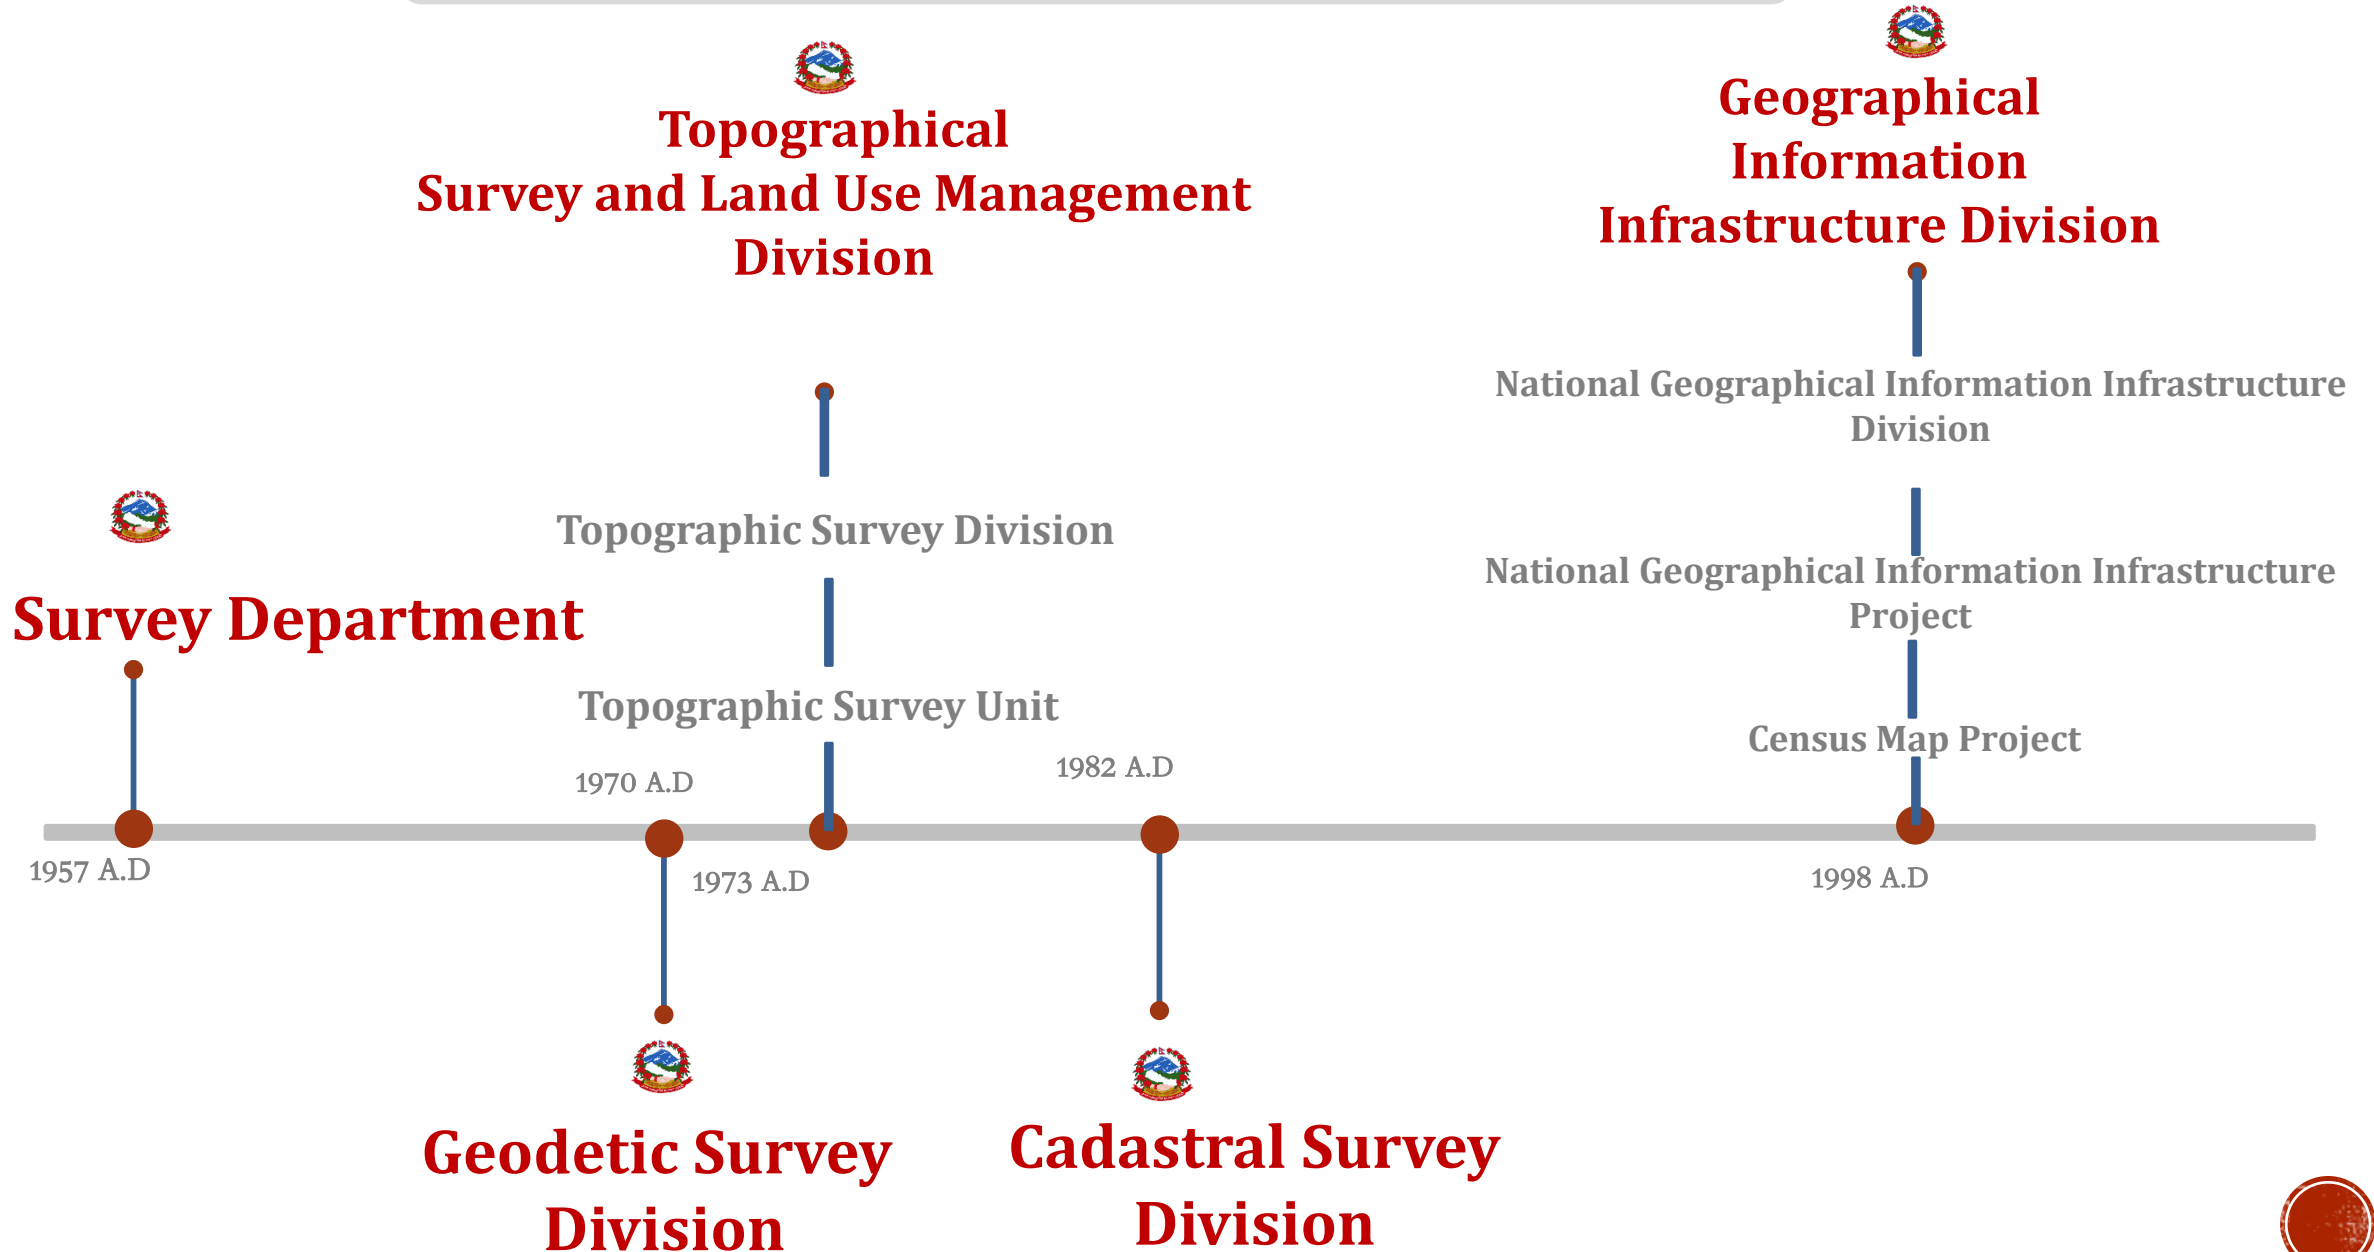 Topographical
Survey and Land Use Management
Division
Geographical
Information
Infrastructure Division
National Geographical Information Infrastructure
Division
Topographic Survey Division
National Geographical Information Infrastructure
Project
Survey Department
Topographic Survey Unit
Census Map Project
1957 A.D
1970 A.D
1973 A.D
1982 A.D
1998 A.D
Geodetic Survey
Division
Cadastral Survey
Division